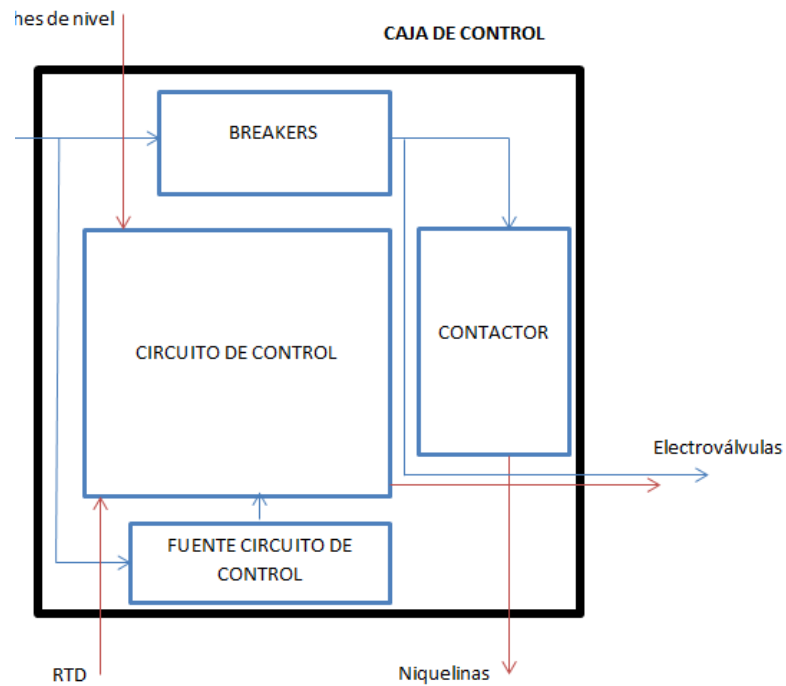 hes de nivel
CAJA DE CONTROL
BREAKERS
CIRCUITO DE CONTROL
CONTACTOR
Electroválvulas
FUENTE CIRCUITO DE
CONTROL
RTD
Niquelinas